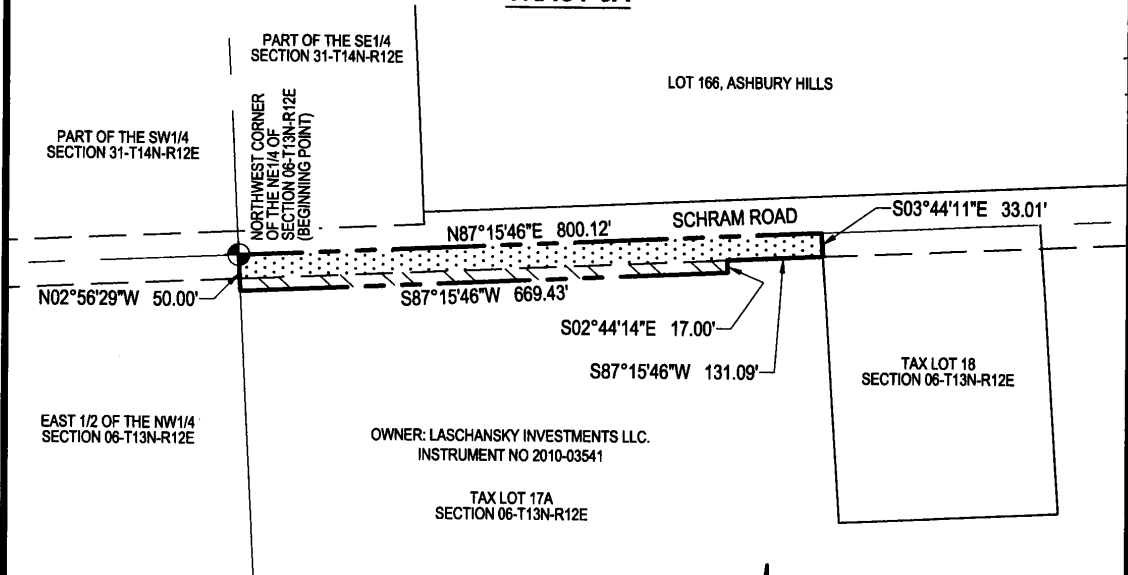 PART OF THE SE1/4
SECTION 31-T14N-R12E
LOT 166, ASHBURY HILLS
PART OF THE SW1/4
SECTION 31-T14N-R12E
NORTHWEST CORNER
OF THE NE1/4 OF
SECTION 06-T13N-R12E
(BEGINNING POINT)
N87°15'46"E 800.12'
SCHRAM ROAD
S03°44'11"E 33.01'
N02°56'29"W 50.00'
S87°15'46"W 669.43'
S02°44'14"E 17.00'
S87°15'46"W 131.09'
TAX LOT 18
SECTION 06-T13N-R12E
EAST 1/2 OF THE NW1/4
SECTION 06-T13N-R12E
OWNER: LASCHANSKY INVESTMENTS LLC.
INSTRUMENT NO 2010-03541
TAX LOT 17A
SECTION 06-T13N-R12E